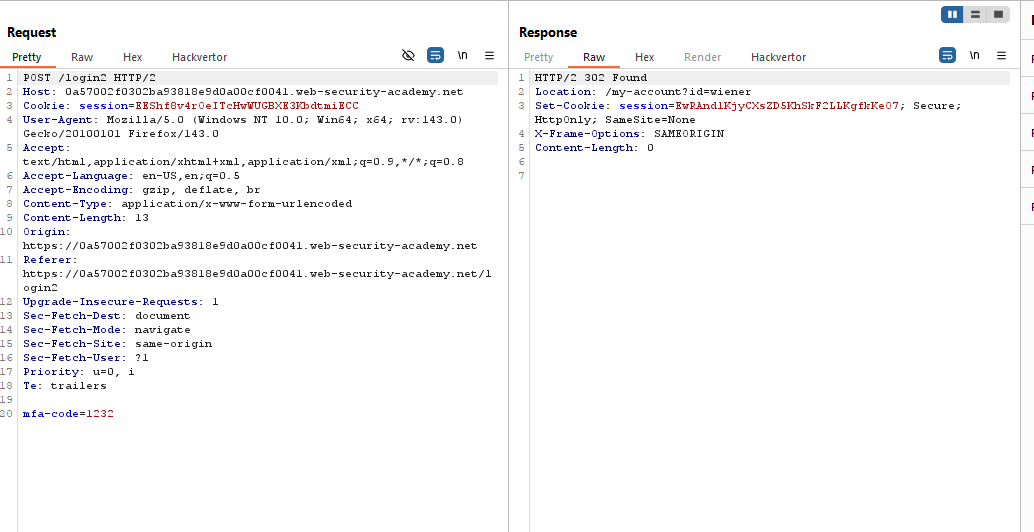 Request
Pretty Raw Hex Hackvertor \n
1 POST /login2 HTTP/2
2 Host: 0a57002f0302ba93818e9d0a00cf0041.web-security-academy.net
3 Cookie: session=EEShf8v4r0eITcHwWUGBXE3KbdtmiECC
4 User-Agent: Mozilla/5.0 (Windows NT 10.0; Win64; x64; rv:143.0)
Gecko/20100101 Firefox/143.0
5 Accept:
text/html,application/xhtml+xml,application/xml;q=0.9,*/*;q=0.8
6 Accept-Language: en-US,en;q=0.5
7 Accept-Encoding: gzip, deflate, br
8 Content-Type: application/x-www-form-urlencoded
9 Content-Length: 13
10 Origin:
https://0a57002f0302ba93818e9d0a00cf0041.web-security-academy.net
11 Referer:
https://0a57002f0302ba93818e9d0a00cf0041.web-security-academy.net/l
ogin2
12 Upgrade-Insecure-Requests: 1
13 Sec-Fetch-Dest: document
14 Sec-Fetch-Mode: navigate
15 Sec-Fetch-Site: same-origin
16 Sec-Fetch-User: ?1
17 Priority: u=0, i
18 Te: trailers
19
20 mfa-code=1232
Response
Pretty Raw Hex Render Hackvertor \n
1 HTTP/2 302 Found
2 Location: /my-account?id=wiener
3 Set-Cookie: session=EwRAndlKjyCXsZD5KhSkF2LLKgfkKeO7; Secure;
HttpOnly; SameSite=None
4 X-Frame-Options: SAMEORIGIN
5 Content-Length: 0
6
7